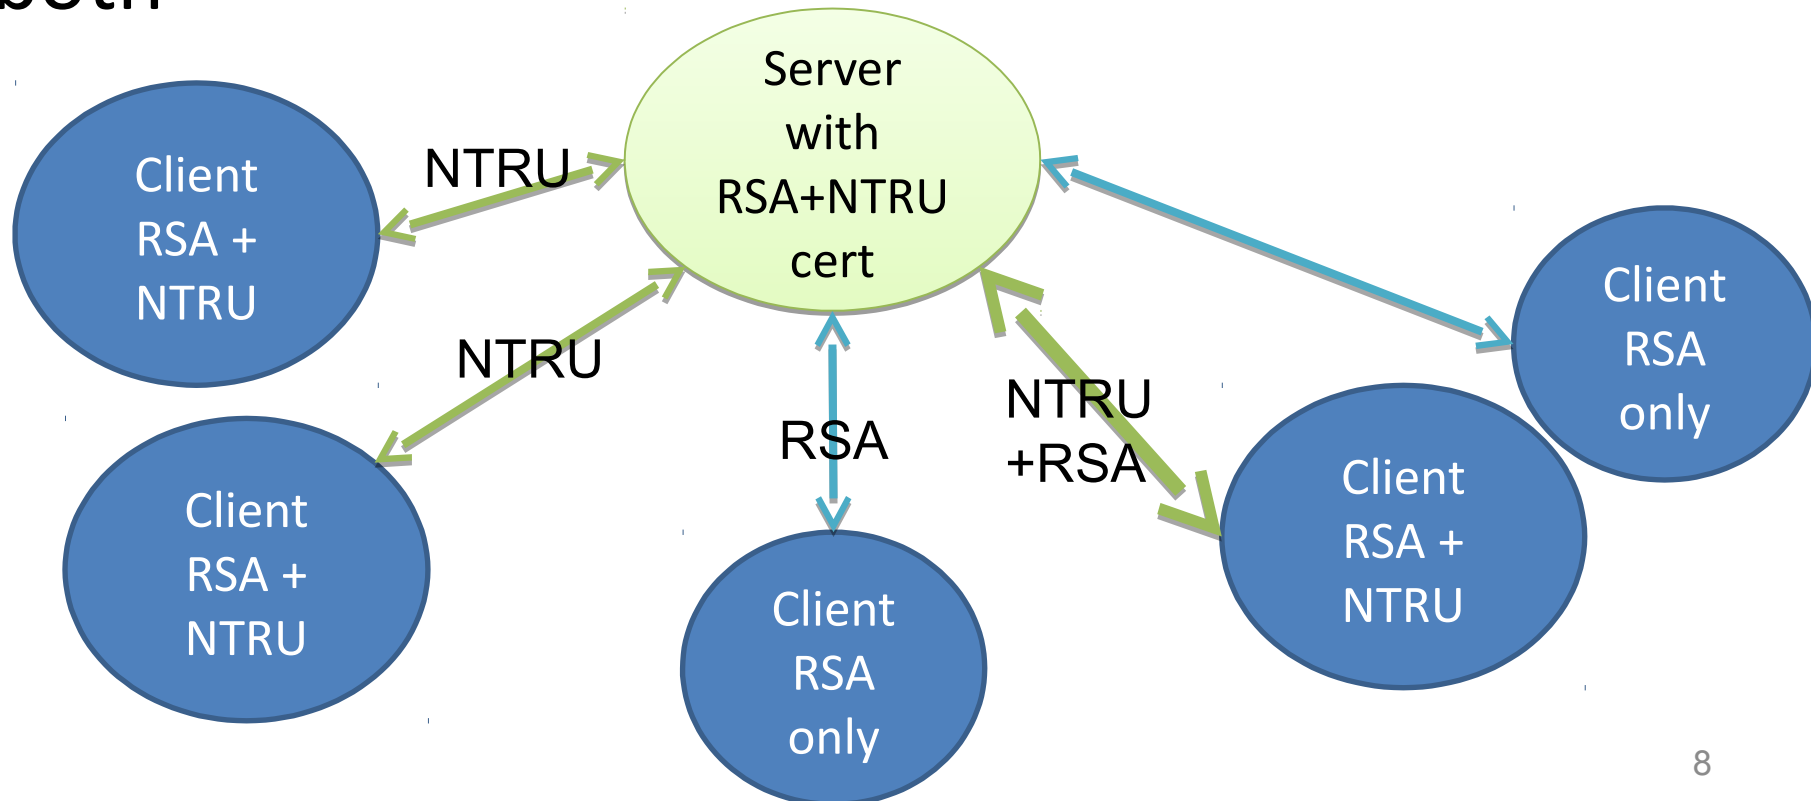 both
Server
with
RSA+NTRU
cert
NTRU
Client
RSA +
NTRU
NTRU
Client
RSA +
NTRU
RSA
Client
RSA
only
NTRU
+RSA
Client
RSA +
NTRU
Client
RSA
only
8